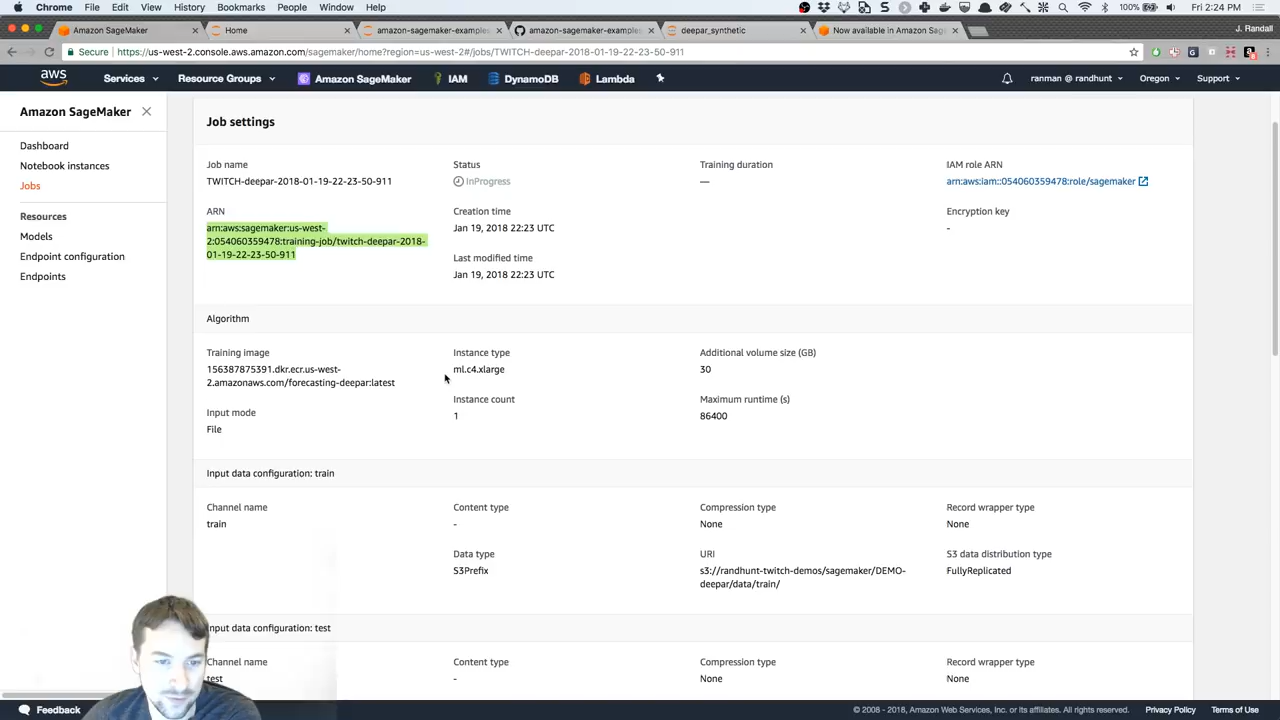 Chrome File Edit View History Bookmarks People Window Help 100% Fri 2:24 PM
Amazon SageMaker Home amazon-sagemaker-examples amazon-sagemaker-examples deepar_synthetic Now available in Amazon Sage J. Randall
Secure https://us-west-2.console.aws.amazon.com/sagemaker/home?region=us-west-2#/jobs/TWITCH-deepar-2018-01-19-22-23-50-911
aws Services Resource Groups Amazon SageMaker IAM DynamoDB Lambda ranman @ randhunt Oregon Support
Amazon SageMaker
Dashboard
Notebook instances
Jobs
Resources
Models
Endpoint configuration
Endpoints
Job settings
Job name Status Training duration IAM role ARN
TWITCH-deepar-2018-01-19-22-23-50-911 InProgress — arn:aws:iam::054060359478:role/sagemaker
ARN Creation time Encryption key
arn:aws:sagemaker:us-west- Jan 19, 2018 22:23 UTC -
2:054060359478:training-job/twitch-deepar-2018-
01-19-22-23-50-911
Last modified time
Jan 19, 2018 22:23 UTC
Algorithm
Training image Instance type Additional volume size (GB)
156387875391.dkr.ecr.us-west- ml.c4.xlarge 30
2.amazonaws.com/forecasting-deepar:latest
Input mode Instance count Maximum runtime (s)
File 1 86400
Input data configuration: train
Channel name Content type Compression type Record wrapper type
train - None None
Data type URI S3 data distribution type
S3Prefix s3://randhunt-twitch-demos/sagemaker/DEMO- FullyReplicated
deepar/data/train/
Input data configuration: test
Channel name Content type Compression type Record wrapper type
test - None None
Feedback © 2008 - 2018, Amazon Web Services, Inc. or its affiliates. All rights reserved. Privacy Policy Terms of Use